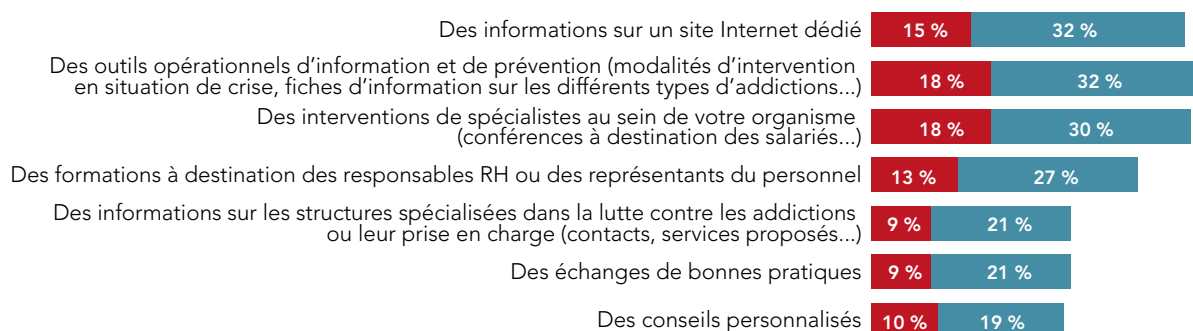 Des informations sur un site Internet dédié 15 % 32 %
Des outils opérationnels d’information et de prévention (modalités d’intervention
en situation de crise, fiches d’information sur les différents types d’addictions...) 18 % 32 %
Des interventions de spécialistes au sein de votre organisme
(conférences à destination des salariés...) 18 % 30 %
Des formations à destination des responsables RH ou des représentants du personnel 13 % 27 %
Des informations sur les structures spécialisées dans la lutte contre les addictions
ou leur prise en charge (contacts, services proposés...) 9 % 21 %
Des échanges de bonnes pratiques 9 % 21 %
Des conseils personnalisés 10 % 19 %